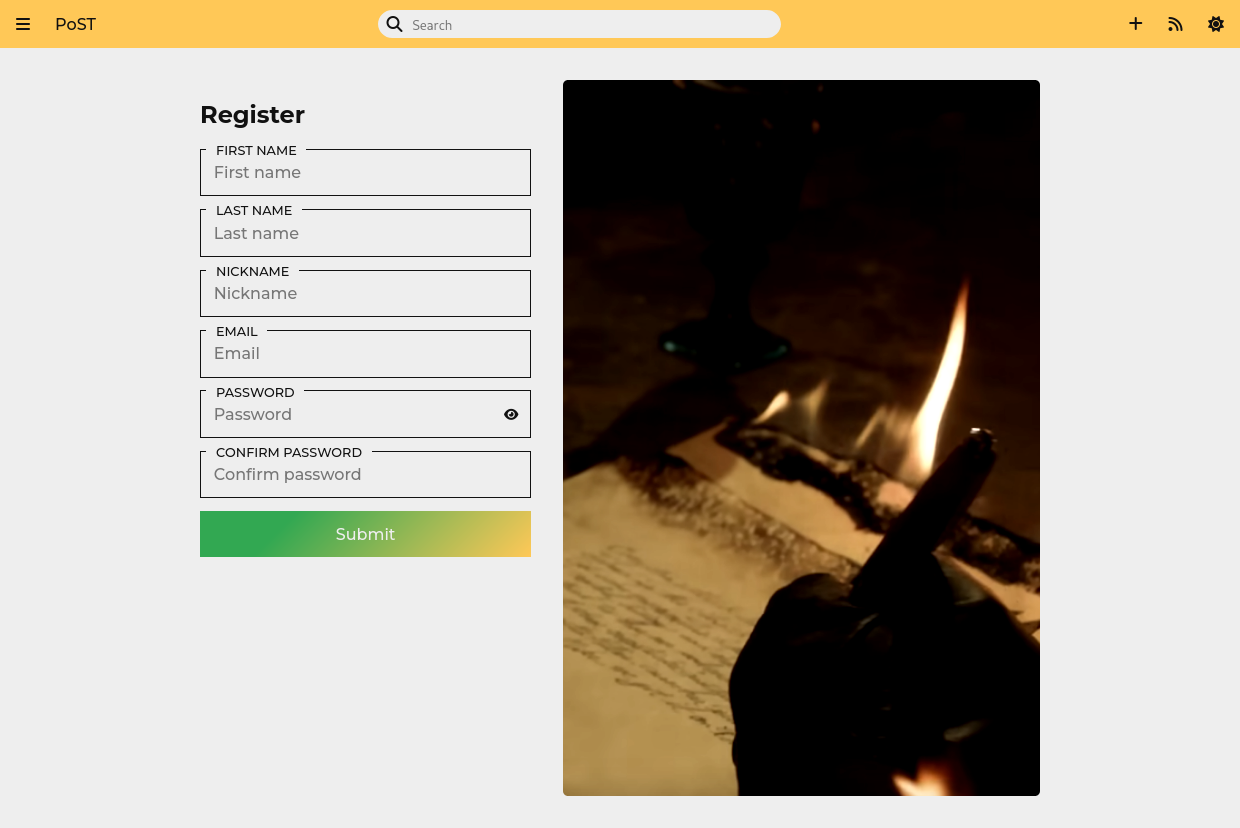 PoST
Search
Register
FIRST NAME
First name
LAST NAME
Last name
NICKNAME
Nickname
EMAIL
Email
PASSWORD
Password
CONFIRM PASSWORD
Confirm password
Submit